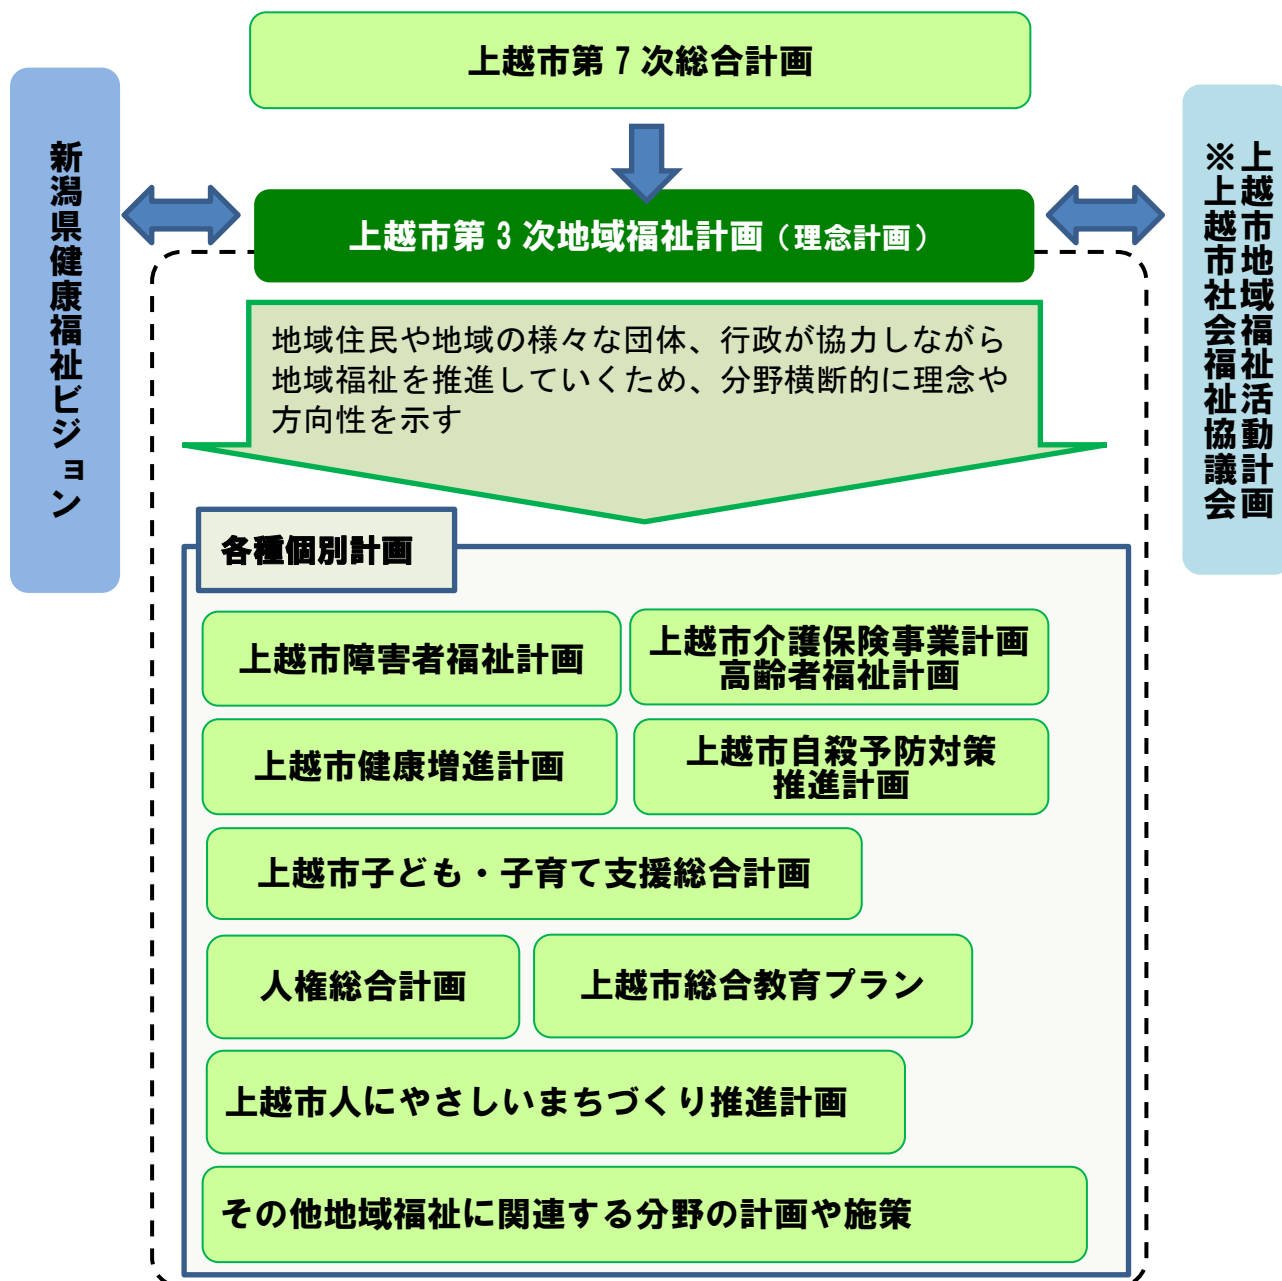 上越市第７次総合計画
新潟県健康福祉ビジョン
上越市地域福祉活動計画
※上越市社会福祉協議会
上越市第３次地域福祉計画（理念計画）
地域住民や地域の様々な団体、行政が協力しながら
地域福祉を推進していくため、分野横断的に理念や
方向性を示す
各種個別計画
上越市障害者福祉計画
上越市介護保険事業計画
高齢者福祉計画
上越市健康増進計画
上越市自殺予防対策
推進計画
上越市子ども・子育て支援総合計画
人権総合計画
上越市総合教育プラン
上越市人にやさしいまちづくり推進計画
その他地域福祉に関連する分野の計画や施策